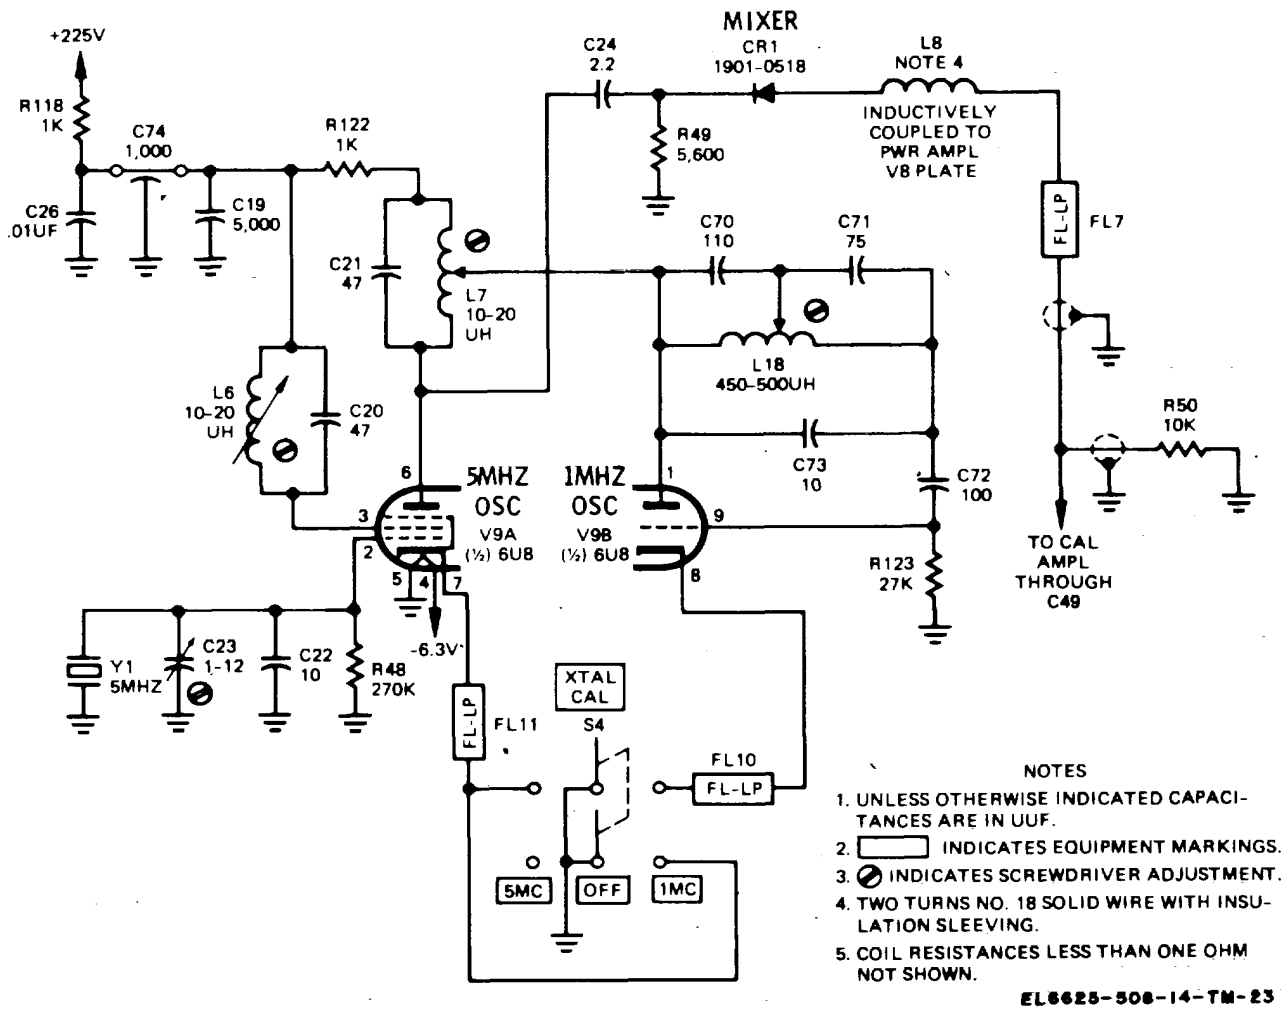 MIXER
+225V
R118
1K
C74
1,000
R122
1K
C24
2.2
CR1
1901-0518
L8
NOTE 4
INDUCTIVELY
COUPLED TO
PWR AMPL
V8 PLATE
R49
5,600
C26
.01UF
C19
5,000
C21
47
L7
10-20
UH
C70
110
C71
75
FL-LP
FL7
L18
450-500UH
L6
10-20
UH
C20
47
R50
10K
C73
10
C72
100
6
5MHZ
OSC
V9A
(½) 6U8
3
2
5
4
7
1MHZ
OSC
V9B
(½) 6U8
1
9
8
R123
27K
TO CAL
AMPL
THROUGH
C49
-6.3V
Y1
5MHZ
C23
1-12
C22
10
R48
270K
FL-LP
FL11
XTAL
CAL
S4
FL10
FL-LP
5MC
OFF
1MC
NOTES
1. UNLESS OTHERWISE INDICATED CAPACI-
TANCES ARE IN UUF.
2. INDICATES EQUIPMENT MARKINGS.
3. INDICATES SCREWDRIVER ADJUSTMENT.
4. TWO TURNS NO. 18 SOLID WIRE WITH INSU-
LATION SLEEVING.
5. COIL RESISTANCES LESS THAN ONE OHM
NOT SHOWN.
EL6625-508-14-TM-23